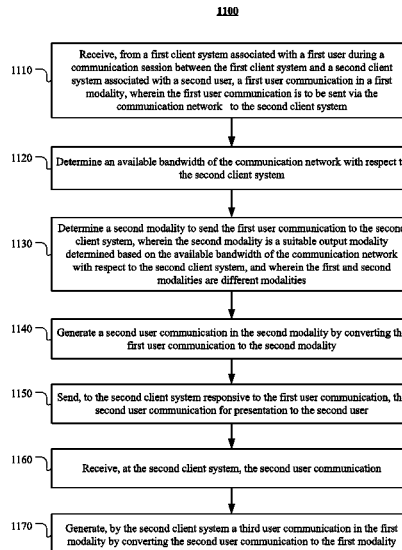 1100
1110
Receive, from a first client system associated with a first user during a
communication session between the first client system and a second client
system associated with a second user, a first user communication in a first
modality, wherein the first user communication is to be sent via the
communication network to the second client system
1120
Determine an available bandwidth of the communication network with respect t
the second client system
1130
Determine a second modality to send the first user communication to the secon
client system, wherein the second modality is a suitable output modality
determined based on the available bandwidth of the communication network
with respect to the second client system, and wherein the first and second
modalities are different modalities
1140
Generate a second user communication in the second modality by converting the
first user communication to the second modality
1150
Send, to the second client system responsive to the first user communication, th
second user communication for presentation to the second user
1160
Receive, at the second client system, the second user communication
1170
Generate, by the second client system a third user communication in the first
modality by converting the second user communication to the first modality